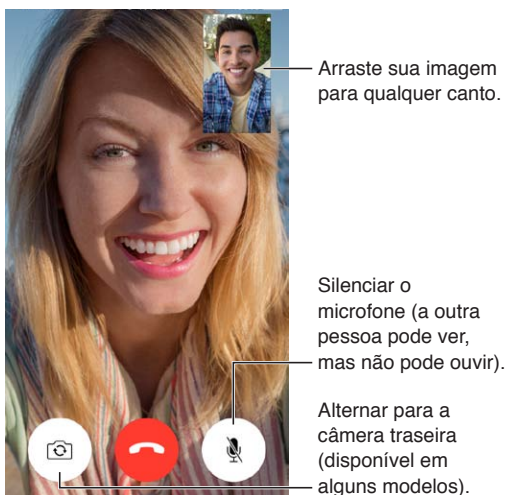 Arraste sua imagem
para qualquer canto.
Silenciar o
microfone (a outra
pessoa pode ver,
mas não pode ouvir).
Alternar para a
câmera traseira
(disponível em
alguns modelos).